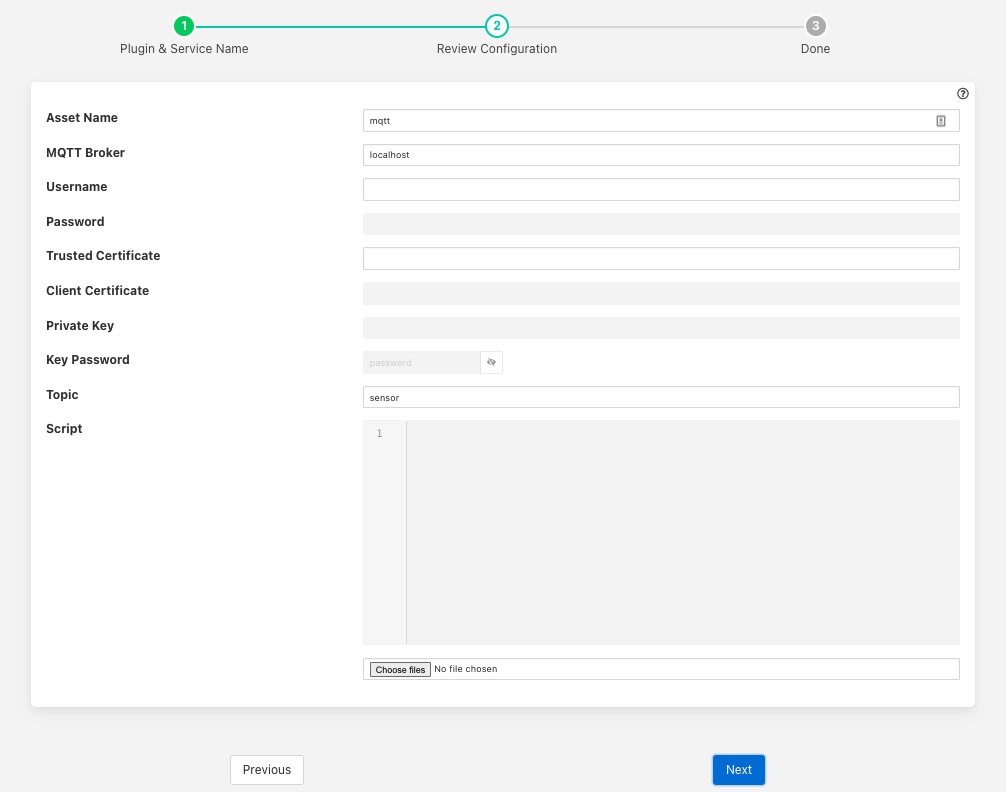 1 2 3
Plugin & Service Name Review Configuration Done
Asset Name mqtt
MQTT Broker localhost
Username
Password
Trusted Certificate
Client Certificate
Private Key
Key Password password
Topic sensor
Script 1
Choose files No file chosen
Previous Next